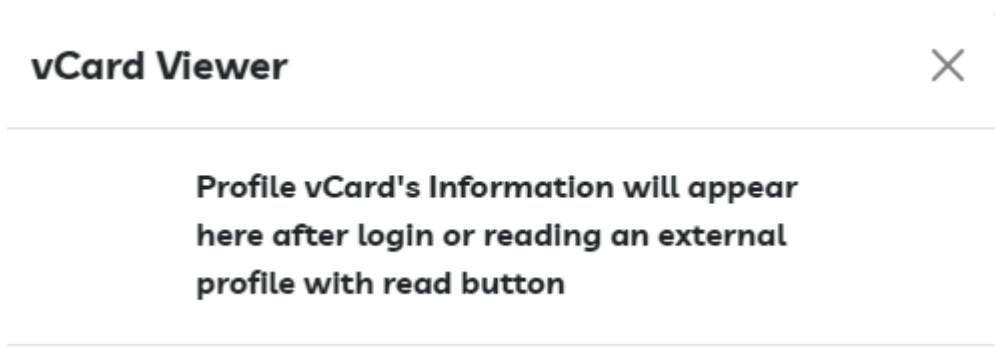 vCard Viewer
Profile vCard's Information will appear
here after login or reading an external
profile with read button